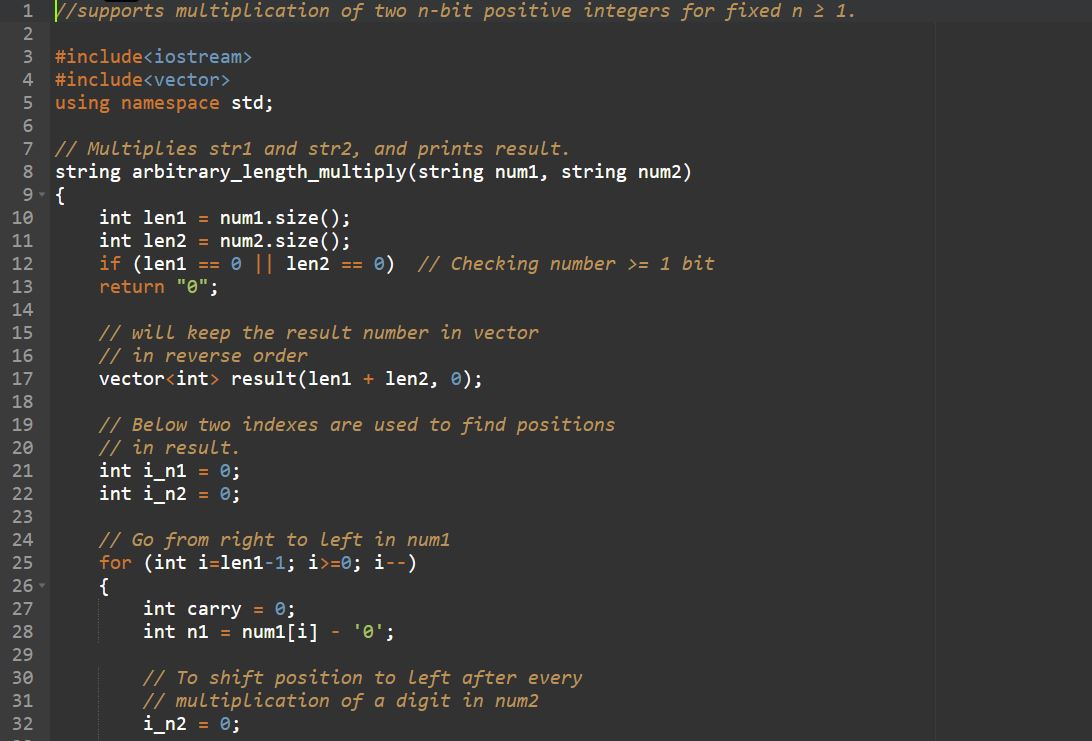 1 //supports multiplication of two n-bit positive integers for fixed n ≥ 1.
2
3 #include<iostream>
4 #include<vector>
5 using namespace std;
6
7 // Multiplies str1 and str2, and prints result.
8 string arbitrary_length_multiply(string num1, string num2)
9 {
10     int len1 = num1.size();
11     int len2 = num2.size();
12     if (len1 == 0 || len2 == 0)  // Checking number >= 1 bit
13     return "0";
14
15     // will keep the result number in vector
16     // in reverse order
17     vector<int> result(len1 + len2, 0);
18
19     // Below two indexes are used to find positions
20     // in result.
21     int i_n1 = 0;
22     int i_n2 = 0;
23
24     // Go from right to left in num1
25     for (int i=len1-1; i>=0; i--)
26     {
27         int carry = 0;
28         int n1 = num1[i] - '0';
29
30         // To shift position to left after every
31         // multiplication of a digit in num2
32         i_n2 = 0;